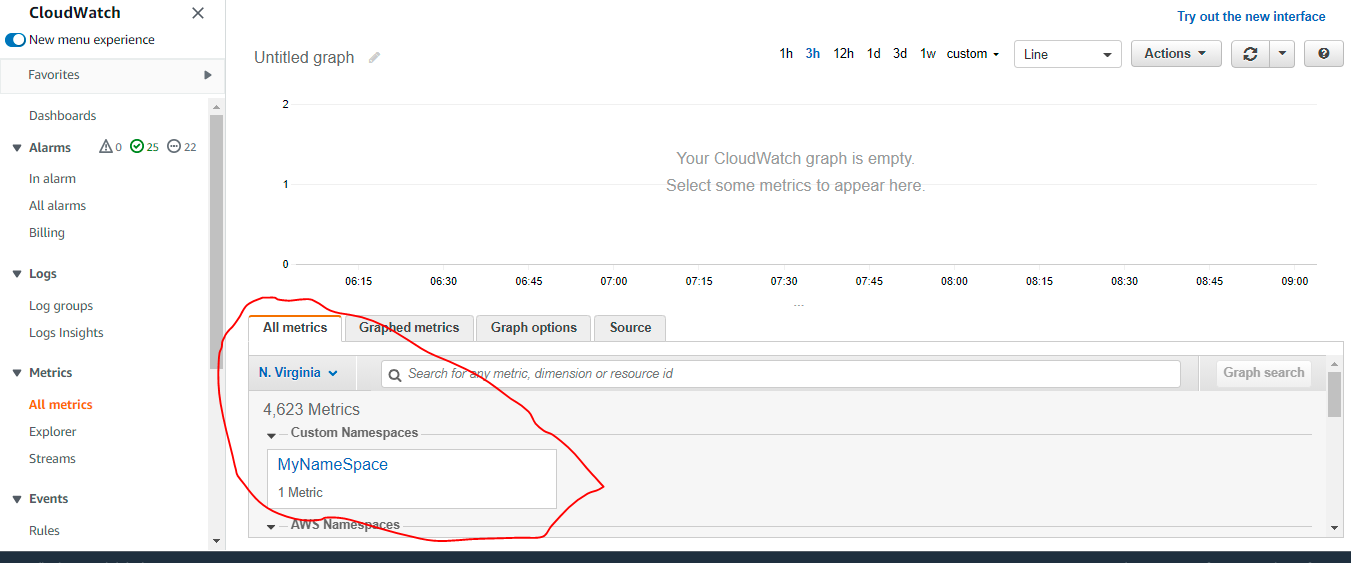 CloudWatch
New menu experience
Favorites
Dashboards
Alarms 0 25 22
In alarm
All alarms
Billing
Logs
Log groups
Logs Insights
Metrics
All metrics
Explorer
Streams
Events
Rules
Try out the new interface
Untitled graph
1h 3h 12h 1d 3d 1w custom Line Actions
2
Your CloudWatch graph is empty.
1
Select some metrics to appear here.
0
06:15 06:30 06:45 07:00 07:15 07:30 07:45 08:00 08:15 08:30 08:45 09:00
All metrics Graphed metrics Graph options Source
N. Virginia Search for any metric, dimension or resource id Graph search
4,623 Metrics
Custom Namespaces
MyNameSpace
1 Metric
AWS Namespaces